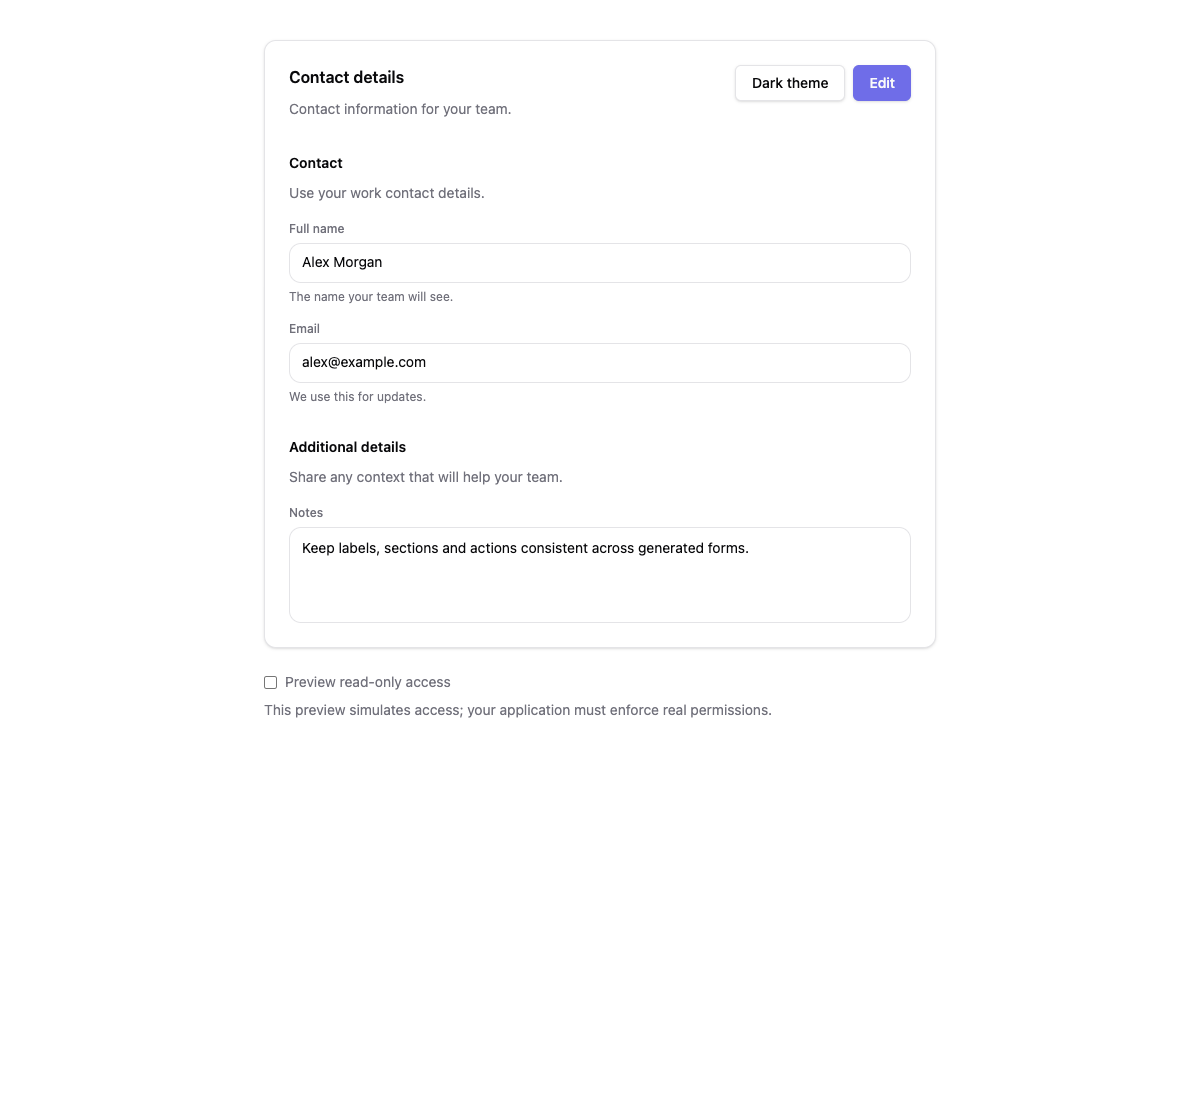 Contact details
Dark theme
Edit
Contact information for your team.
Contact
Use your work contact details.
Full name
Alex Morgan
The name your team will see.
Email
alex@example.com
We use this for updates.
Additional details
Share any context that will help your team.
Notes
Keep labels, sections and actions consistent across generated forms.
Preview read-only access
This preview simulates access; your application must enforce real permissions.